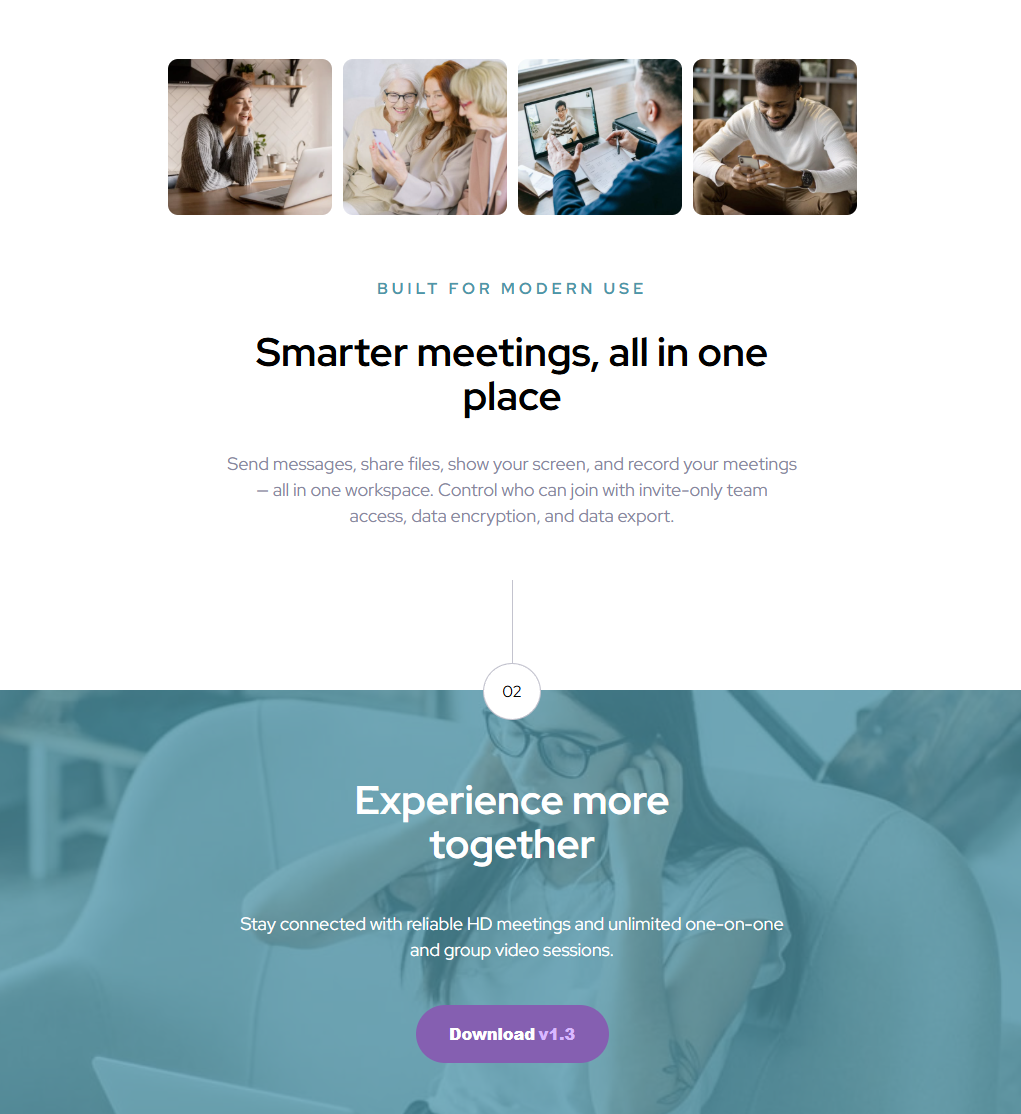 BUILT FOR MODERN USE
Smarter meetings, all in one
place
Send messages, share files, show your screen, and record your meetings
– all in one workspace. Control who can join with invite-only team
access, data encryption, and data export.
02
Experience more
together
Stay connected with reliable HD meetings and unlimited one-on-one
and group video sessions.
Download v1.3